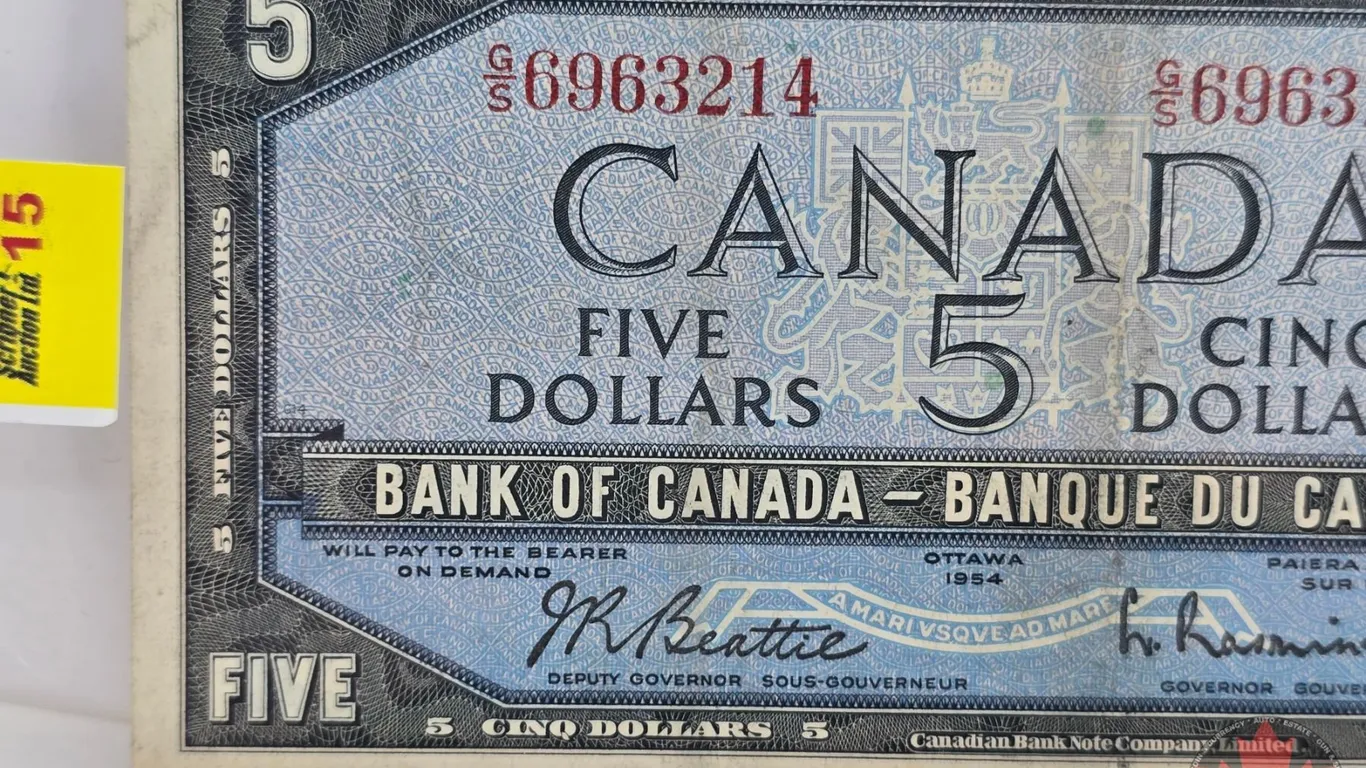 5
G/S 6963214
G/S 6963
CANADA
FIVE DOLLARS
5
CINQ
DOLLA
BANK OF CANADA – BANQUE DU CA
WILL PAY TO THE BEARER
ON DEMAND
OTTAWA
1954
PAIERA
SUR
A MARI VSQVE AD MARE
JR Beattie
DEPUTY GOVERNOR SOUS-GOUVERNEUR
GOVERNOR GOUVE
FIVE
5 CINQ DOLLARS 5
Canadian Bank Note Company, Limited
5 FIVE DOLLARS 5
15
Auction Ltd.